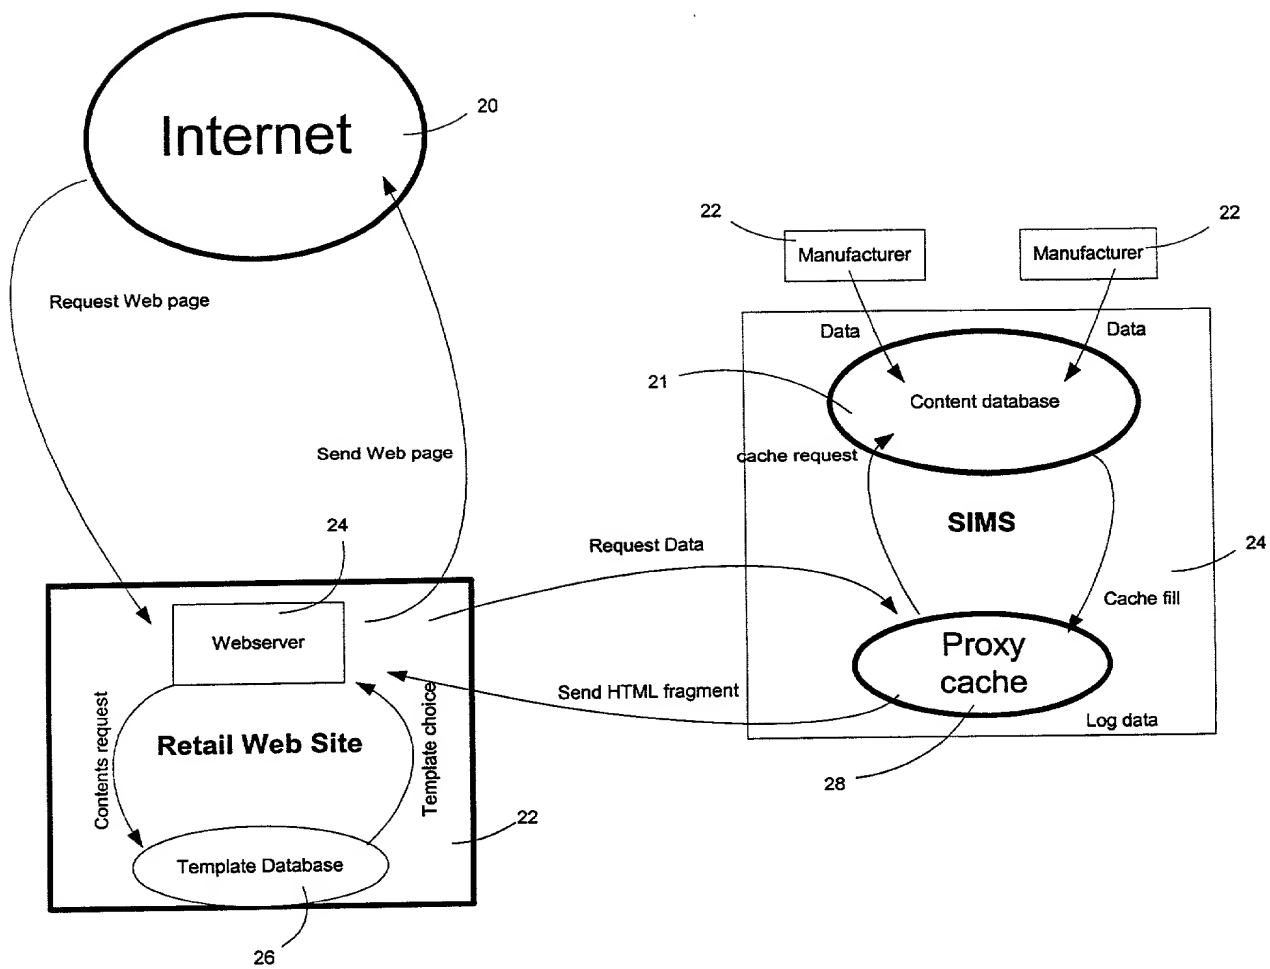 Internet
20
Request Web page
Send Web page
22
22
Manufacturer
Manufacturer
Data
Data
21
Content database
cache request
SIMS
24
Request Data
24
Cache fill
Webserver
Proxy
cache
Send HTML fragment
Log data
Contents request
Retail Web Site
Template choice
28
22
Template Database
26